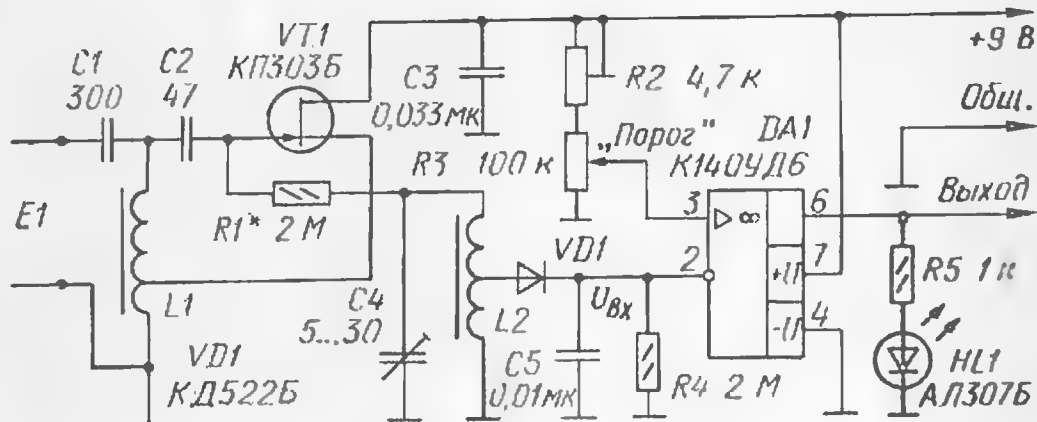 VT1
КП303Б
C1
300
C2
47
C3
0,033мк
R2 4,7 к
+9 В
Общ.
„Порог"
DA1
К140УД6
R3 100 к
E1
R1* 2 М
3
▷ ∞
6
Выход
2
7
+U
4
-U
R5 1 к
VD1
Uвх
L1
C4
5...30
L2
VD1
КД522Б
C5
0,01мк
R4 2 М
HL1
АЛ307Б